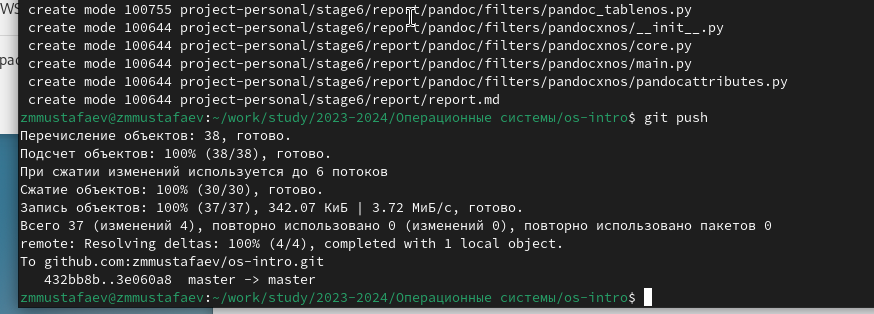 WS
pac
create mode 100755 project-personal/stage6/report/pandoc/filters/pandoc_tablenos.py
create mode 100644 project-personal/stage6/report/pandoc/filters/pandocxnos/__init__.py
create mode 100644 project-personal/stage6/report/pandoc/filters/pandocxnos/core.py
create mode 100644 project-personal/stage6/report/pandoc/filters/pandocxnos/main.py
create mode 100644 project-personal/stage6/report/pandoc/filters/pandocxnos/pandocattributes.py
create mode 100644 project-personal/stage6/report/report.md
zmmustafaev@zmmustafaev:~/work/study/2023-2024/Операционные системы/os-intro$ git push
Перечисление объектов: 38, готово.
Подсчет объектов: 100% (38/38), готово.
При сжатии изменений используется до 6 потоков
Сжатие объектов: 100% (30/30), готово.
Запись объектов: 100% (37/37), 342.07 КиБ | 3.72 МиБ/с, готово.
Всего 37 (изменений 4), повторно использовано 0 (изменений 0), повторно использовано пакетов 0
remote: Resolving deltas: 100% (4/4), completed with 1 local object.
To github.com:zmmustafaev/os-intro.git
432bb8b..3e060a8  master -> master
zmmustafaev@zmmustafaev:~/work/study/2023-2024/Операционные системы/os-intro$